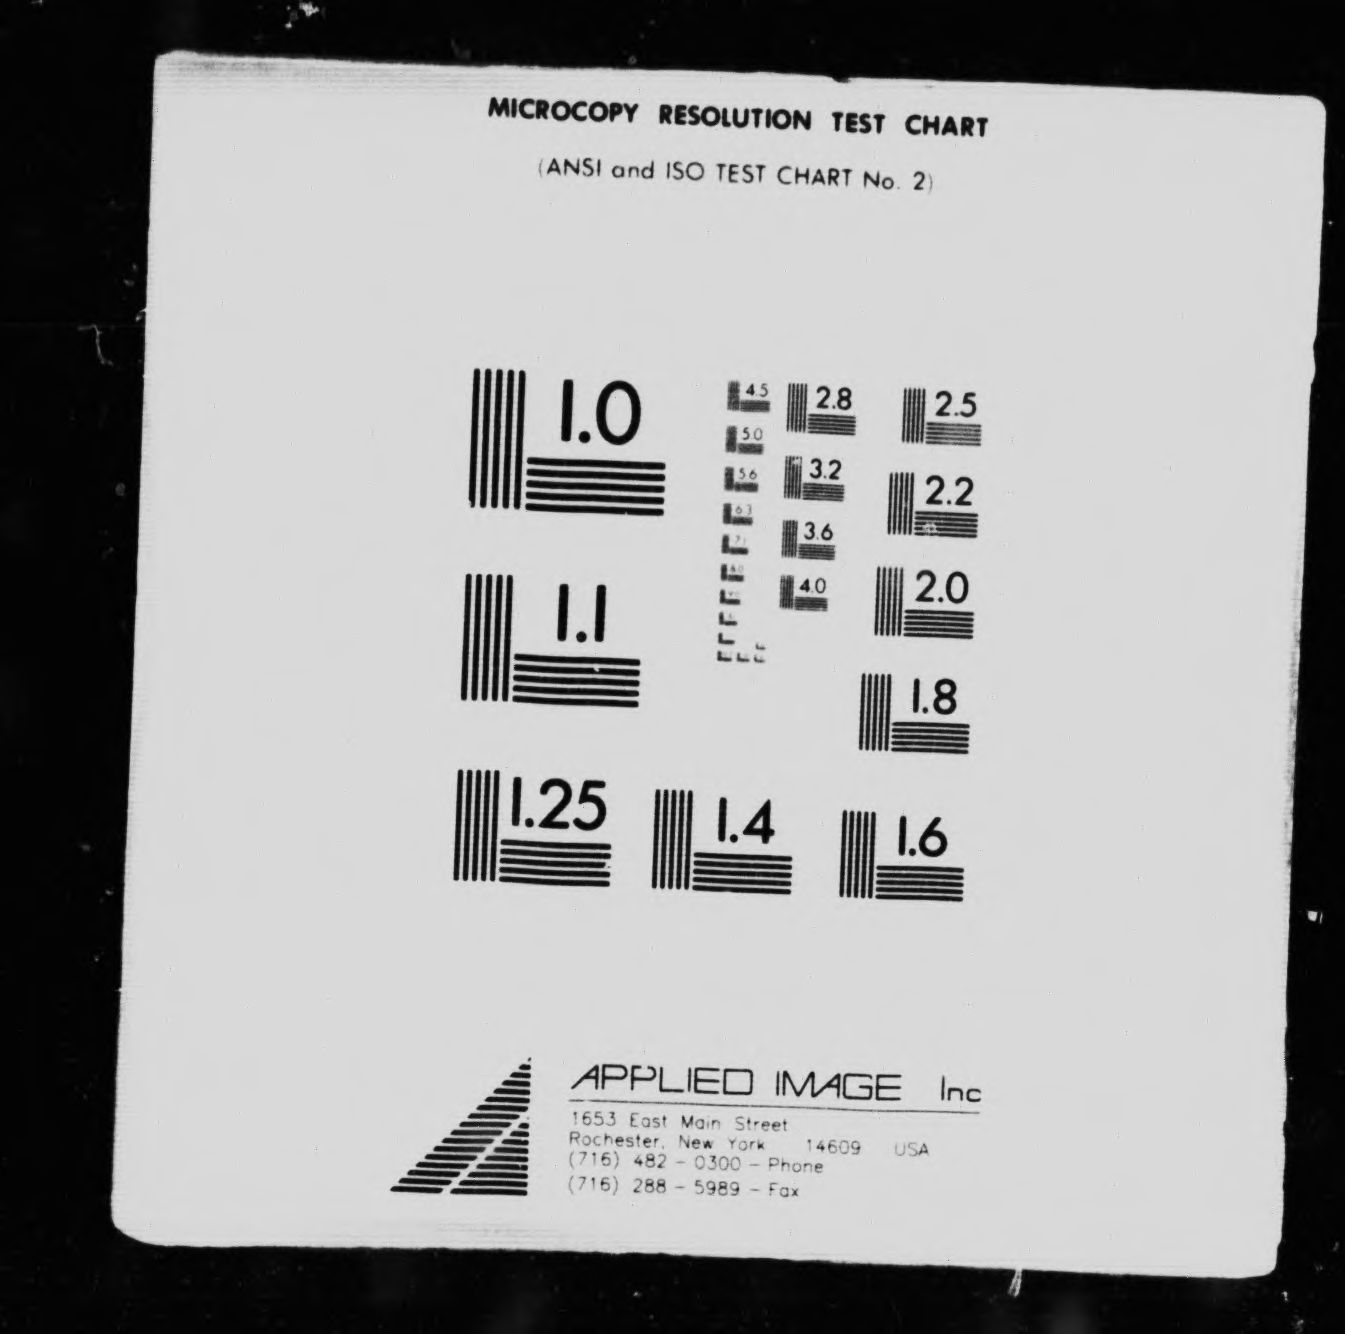 MICROCOPY RESOLUTION TEST CHART
(ANSI and ISO TEST CHART No. 2)
1.0
1.1
1.25
1.4
1.6
1.8
2.0
2.2
2.5
2.8
3.2
3.6
4.0
4.5
5.0
5.6
6.3
7.1
APPLIED IMAGE Inc
1653 East Main Street
Rochester, New York 14609 USA
(716) 482 - 0300 - Phone
(716) 288 - 5989 - Fax